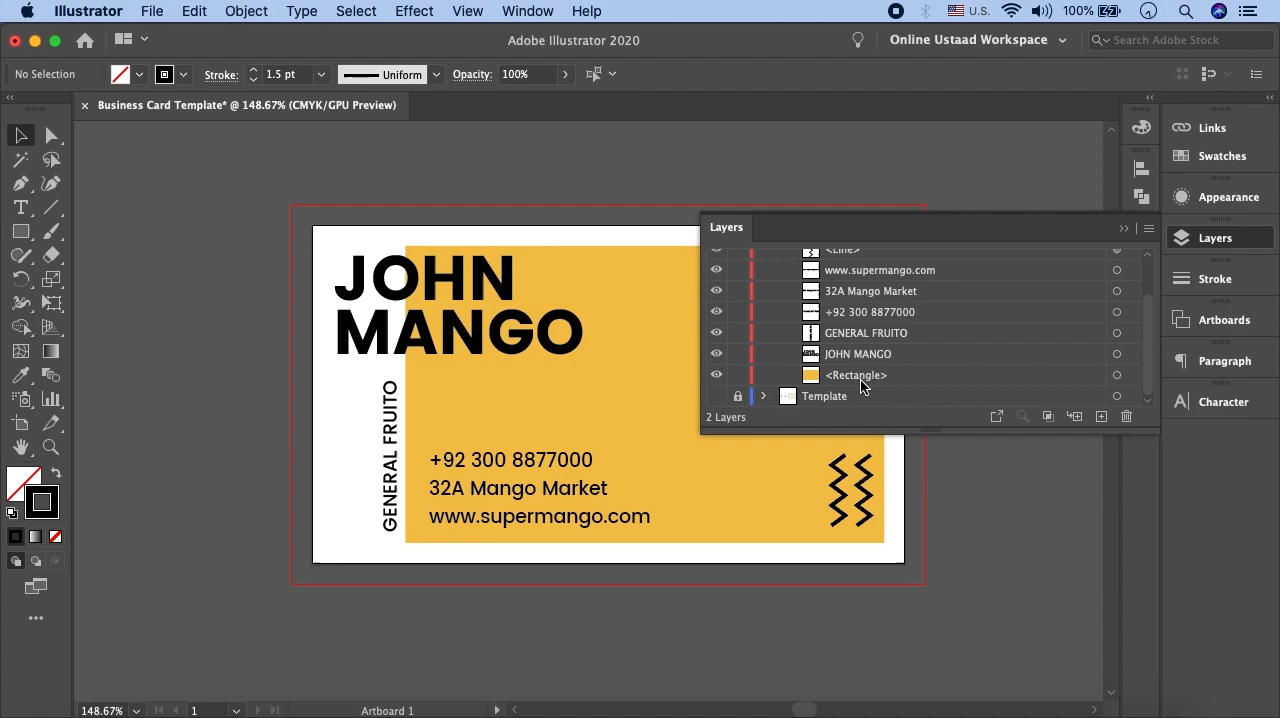 Illustrator File Edit Object Type Select Effect View Window Help U.S. 100%
Adobe Illustrator 2020 Online Ustaad Workspace Search Adobe Stock
No Selection Stroke: 1.5 pt Uniform Opacity: 100%
× Business Card Template* @ 148.67% (CMYK/GPU Preview)
Links
Swatches
Appearance
Layers
Stroke
Artboards
Paragraph
Character
Layers
<Line>
www.supermango.com
32A Mango Market
+92 300 8877000
GENERAL FRUITO
JOHN MANGO
<Rectangle>
Template
2 Layers
JOHN
MANGO
GENERAL FRUITO
+92 300 8877000
32A Mango Market
www.supermango.com
148.67% 1 Artboard 1